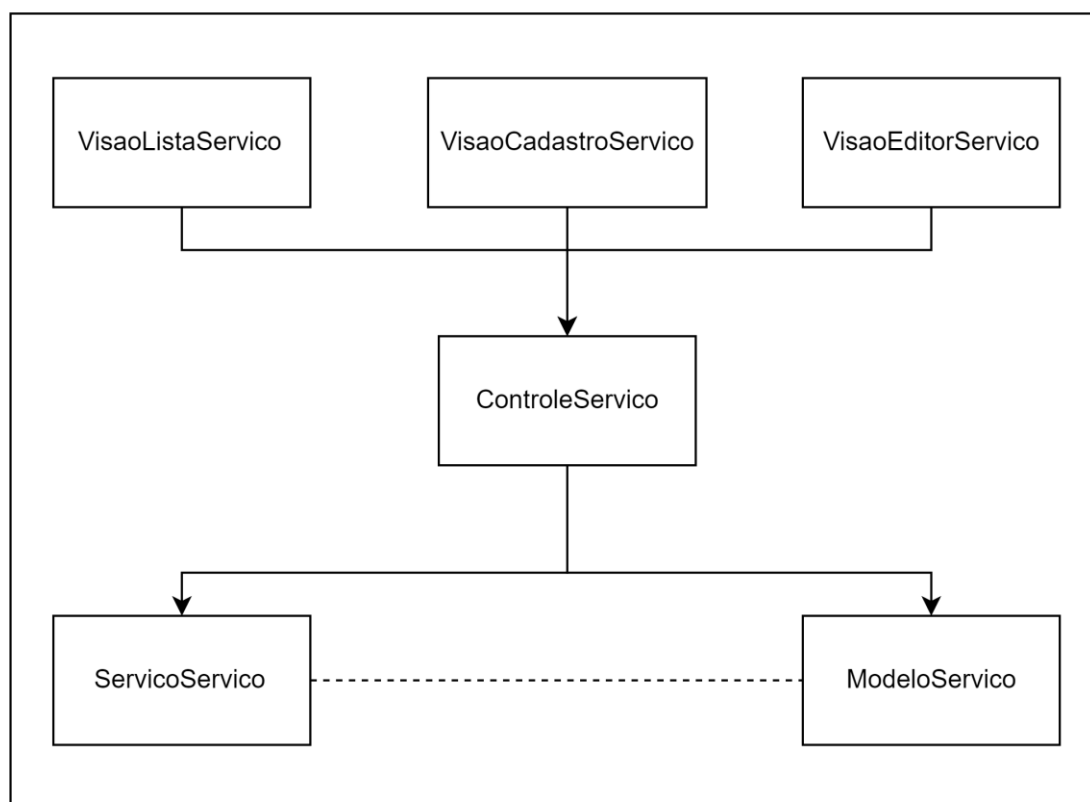 VisaoListaServico
VisaoCadastroServico
VisaoEditorServico
ControleServico
ServicoServico
ModeloServico